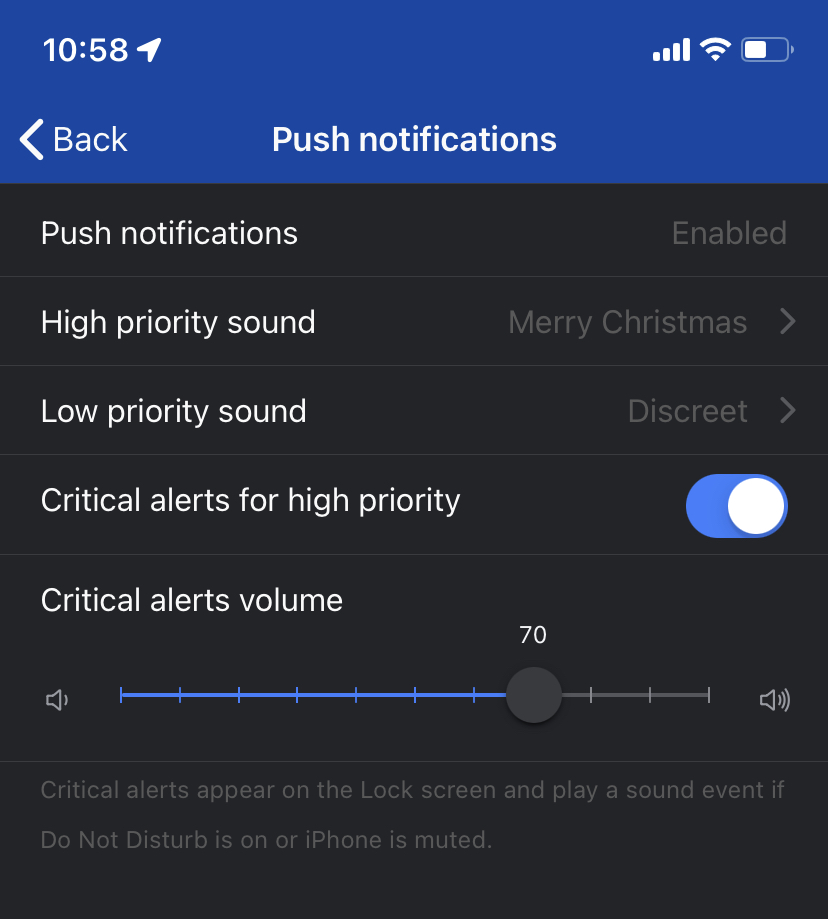 10:58
Back
Push notifications
Push notifications Enabled
High priority sound Merry Christmas
Low priority sound Discreet
Critical alerts for high priority
Critical alerts volume
70
Critical alerts appear on the Lock screen and play a sound event if
Do Not Disturb is on or iPhone is muted.